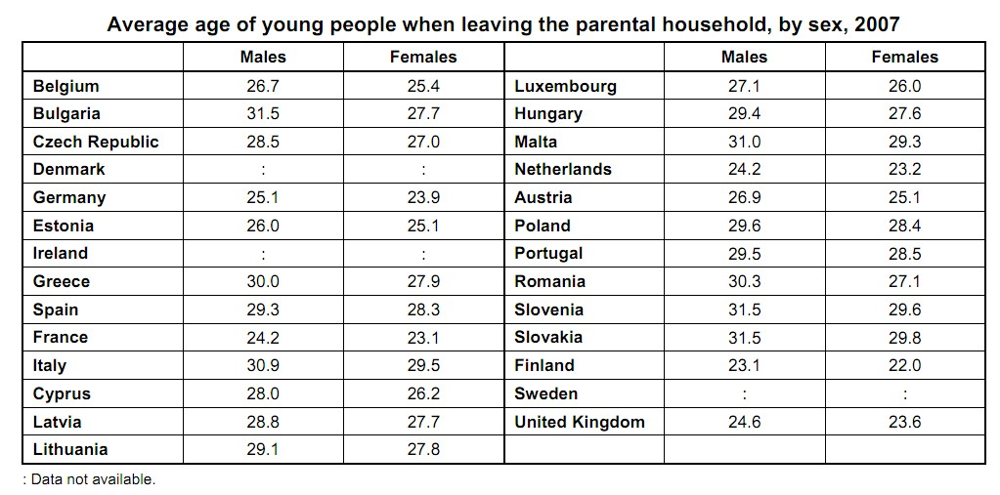 Average age of young people when leaving the parental household, by sex, 2007
Males Females Males Females
Belgium 26.7 25.4 Luxembourg 27.1 26.0
Bulgaria 31.5 27.7 Hungary 29.4 27.6
Czech Republic 28.5 27.0 Malta 31.0 29.3
Denmark : : Netherlands 24.2 23.2
Germany 25.1 23.9 Austria 26.9 25.1
Estonia 26.0 25.1 Poland 29.6 28.4
Ireland : : Portugal 29.5 28.5
Greece 30.0 27.9 Romania 30.3 27.1
Spain 29.3 28.3 Slovenia 31.5 29.6
France 24.2 23.1 Slovakia 31.5 29.8
Italy 30.9 29.5 Finland 23.1 22.0
Cyprus 28.0 26.2 Sweden : :
Latvia 28.8 27.7 United Kingdom 24.6 23.6
Lithuania 29.1 27.8
: Data not available.